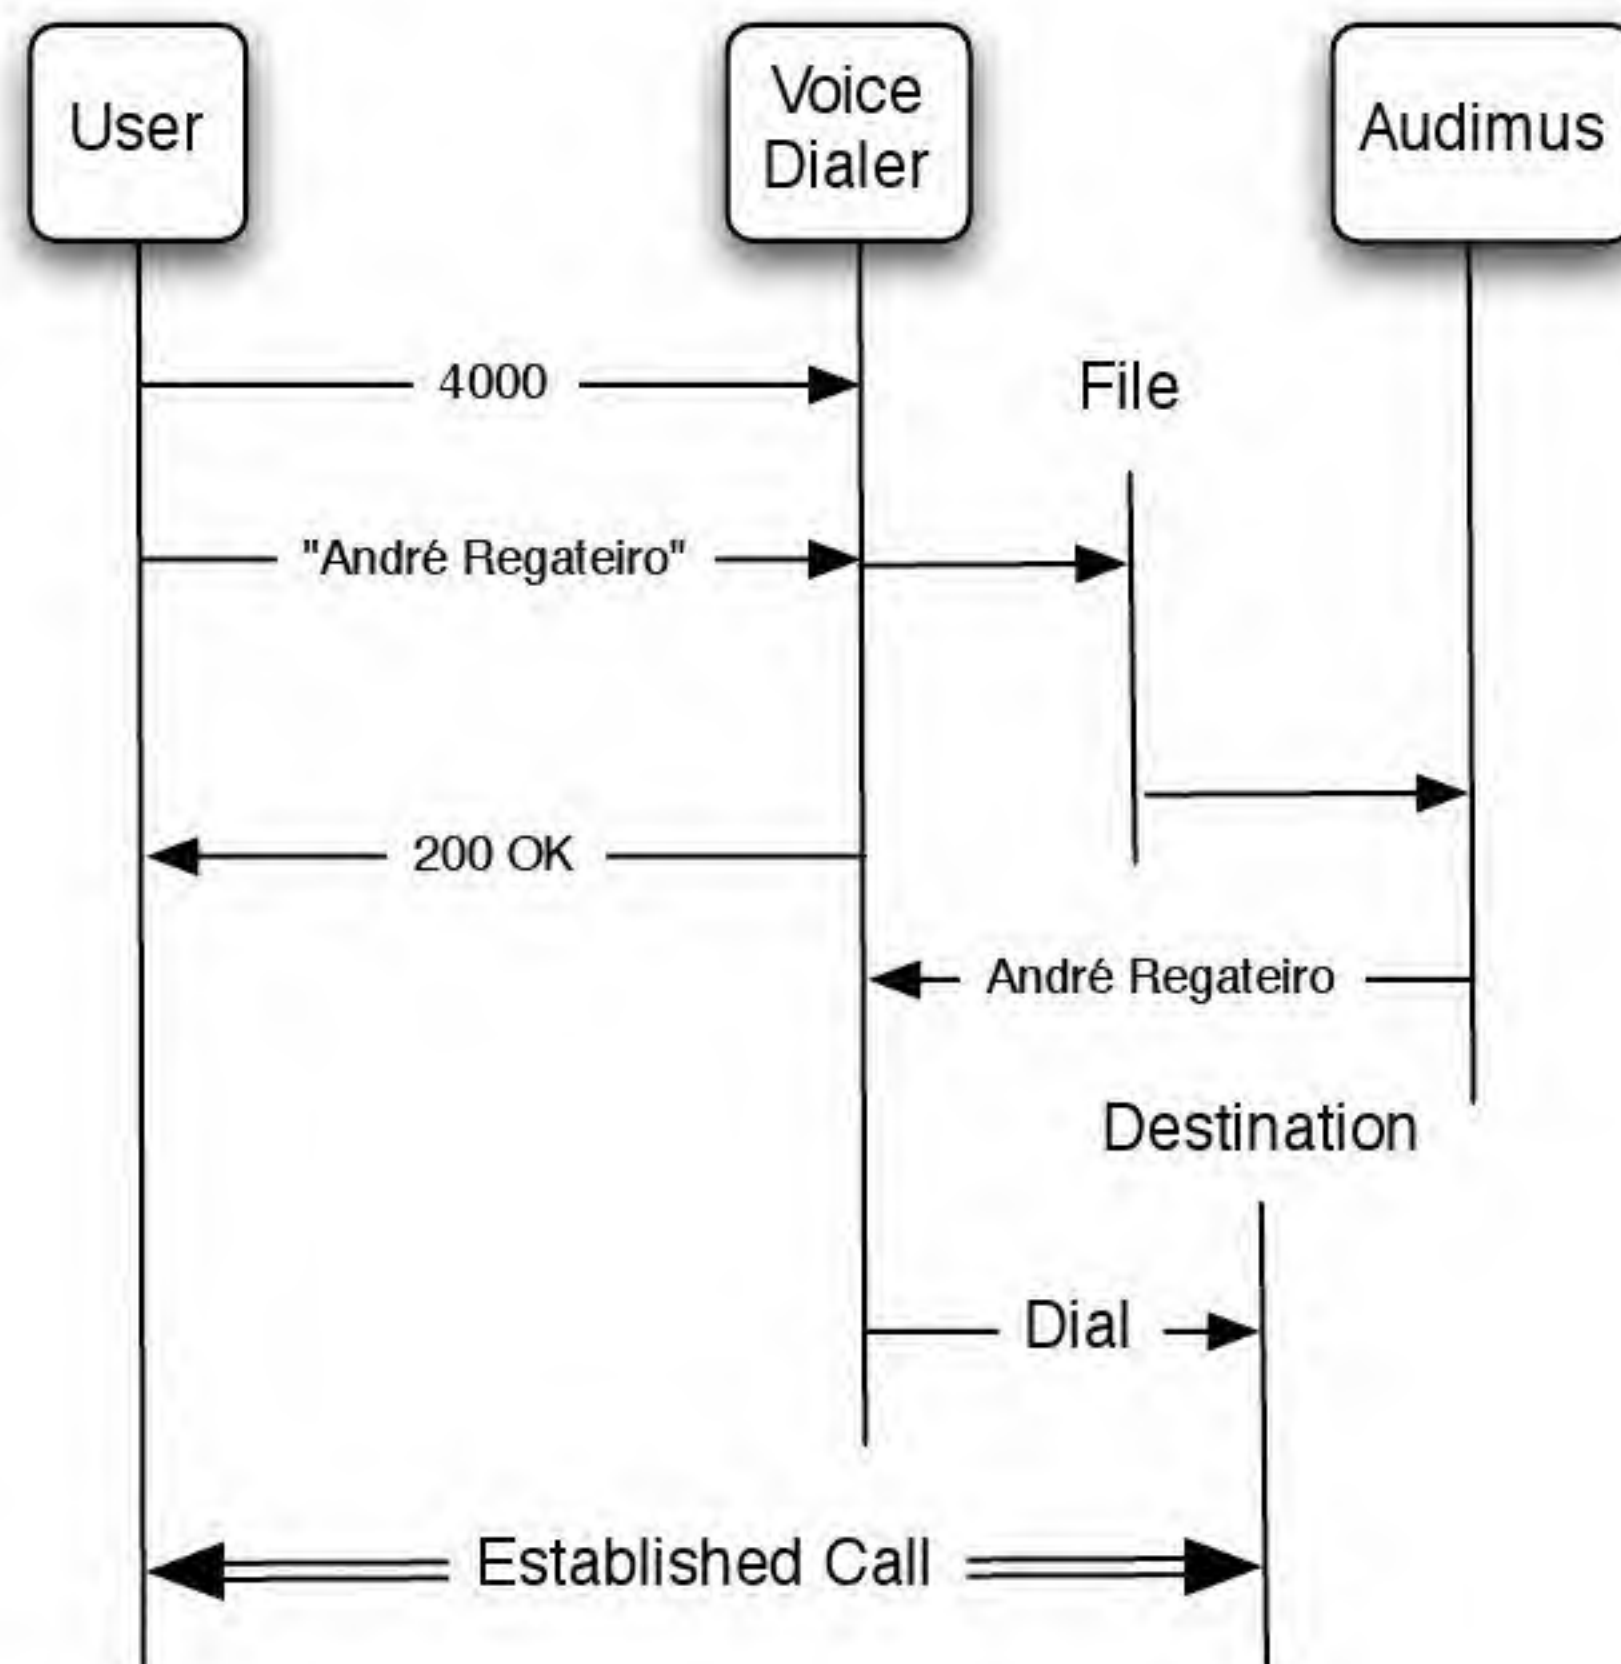 User
Voice
Dialer
Audimus
4000
File
"André Regateiro"
200 OK
André Regateiro
Destination
Dial
Established Call